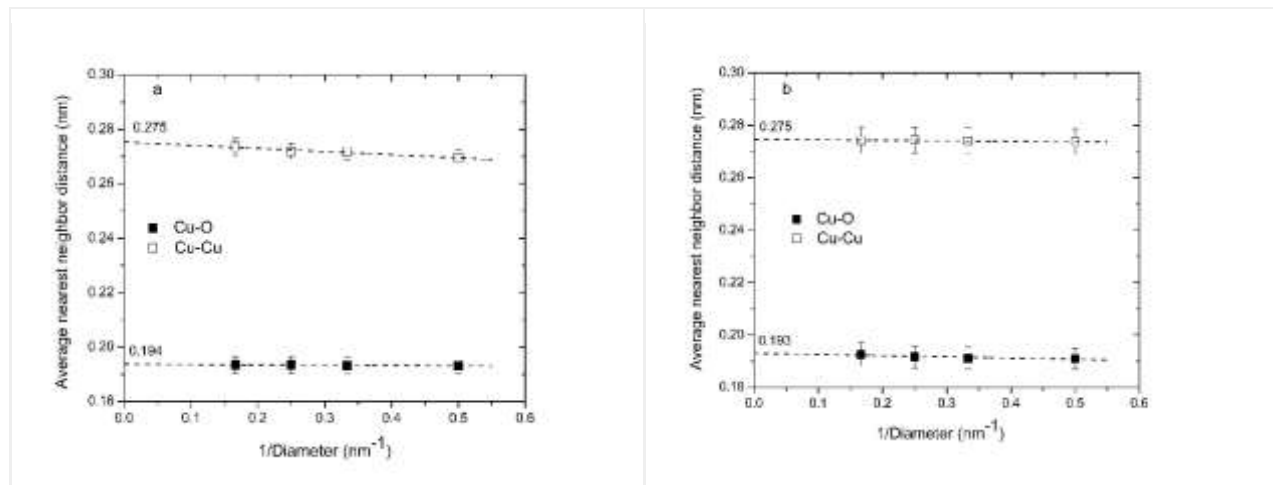 a
0.30
0.28
0.26
0.24
0.22
0.20
0.18
0.275
0.194
Cu-O
Cu-Cu
0.0 0.1 0.2 0.3 0.4 0.5 0.6
1/Diameter (nm-1)
Average nearest neighbor distance (nm)
b
0.30
0.28
0.26
0.24
0.22
0.20
0.18
0.275
0.193
Cu-O
Cu-Cu
0.0 0.1 0.2 0.3 0.4 0.5 0.6
1/Diameter (nm-1)
Average nearest neighbor distance (nm)